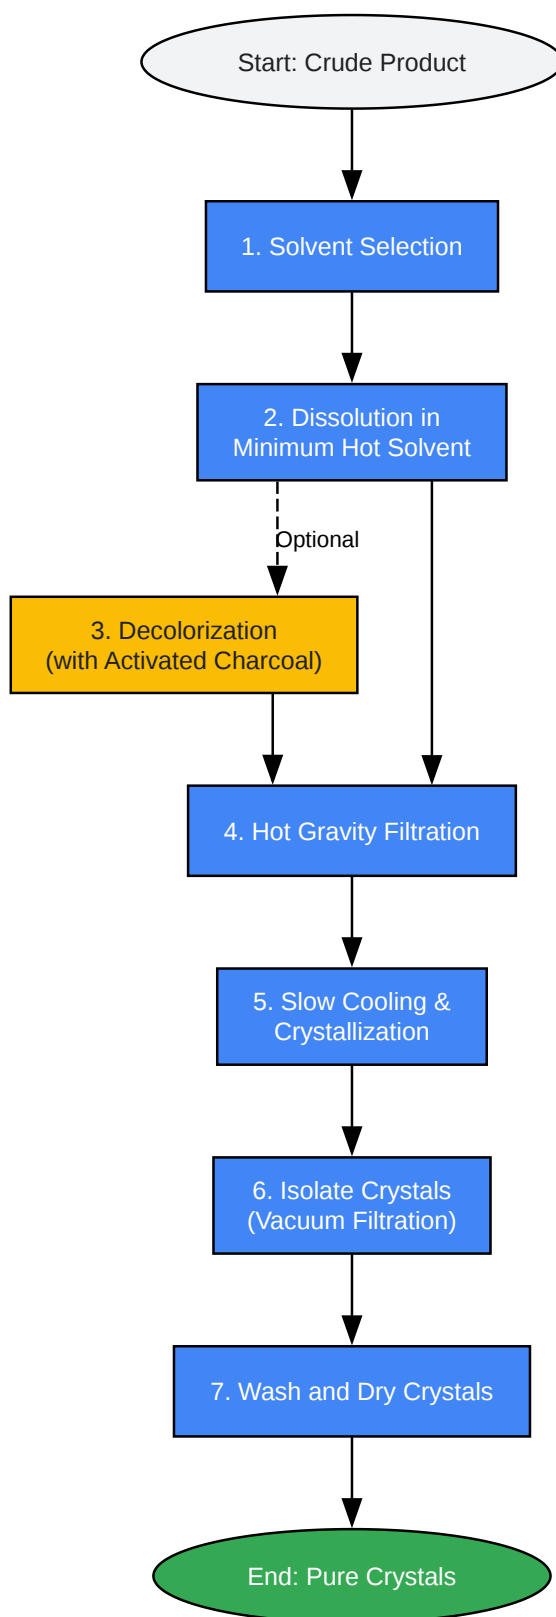 Start: Crude Product
1. Solvent Selection
2. Dissolution in
Minimum Hot Solvent
Optional
3. Decolorization
(with Activated Charcoal)
4. Hot Gravity Filtration
5. Slow Cooling &
Crystallization
6. Isolate Crystals
(Vacuum Filtration)
7. Wash and Dry Crystals
End: Pure Crystals